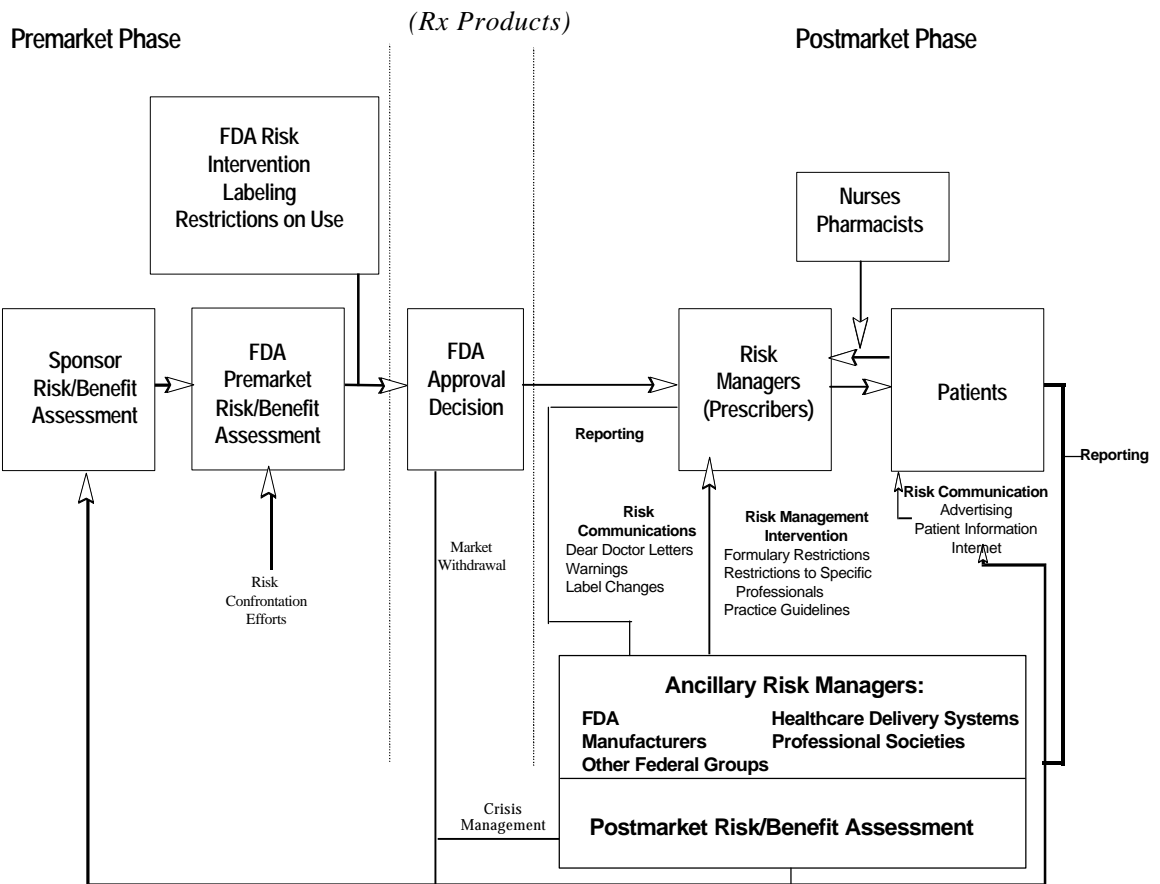 (Rx Products)
Premarket Phase
Postmarket Phase
FDA Risk
Intervention
Labeling
Restrictions on Use
Nurses
Pharmacists
Sponsor
Risk/Benefit
Assessment
FDA
Premarket
Risk/Benefit
Assessment
FDA
Approval
Decision
Risk
Managers
(Prescribers)
Patients
Reporting
Reporting
Risk
Confrontation
Efforts
Market
Withdrawal
Risk
Communications
Dear Doctor Letters
Warnings
Label Changes
Risk Management
Intervention
Formulary Restrictions
Restrictions to Specific
Professionals
Practice Guidelines
Risk Communication
Advertising
Patient Information
Internet
Ancillary Risk Managers:
FDA
Manufacturers
Other Federal Groups
Healthcare Delivery Systems
Professional Societies
Crisis
Management
Postmarket Risk/Benefit Assessment